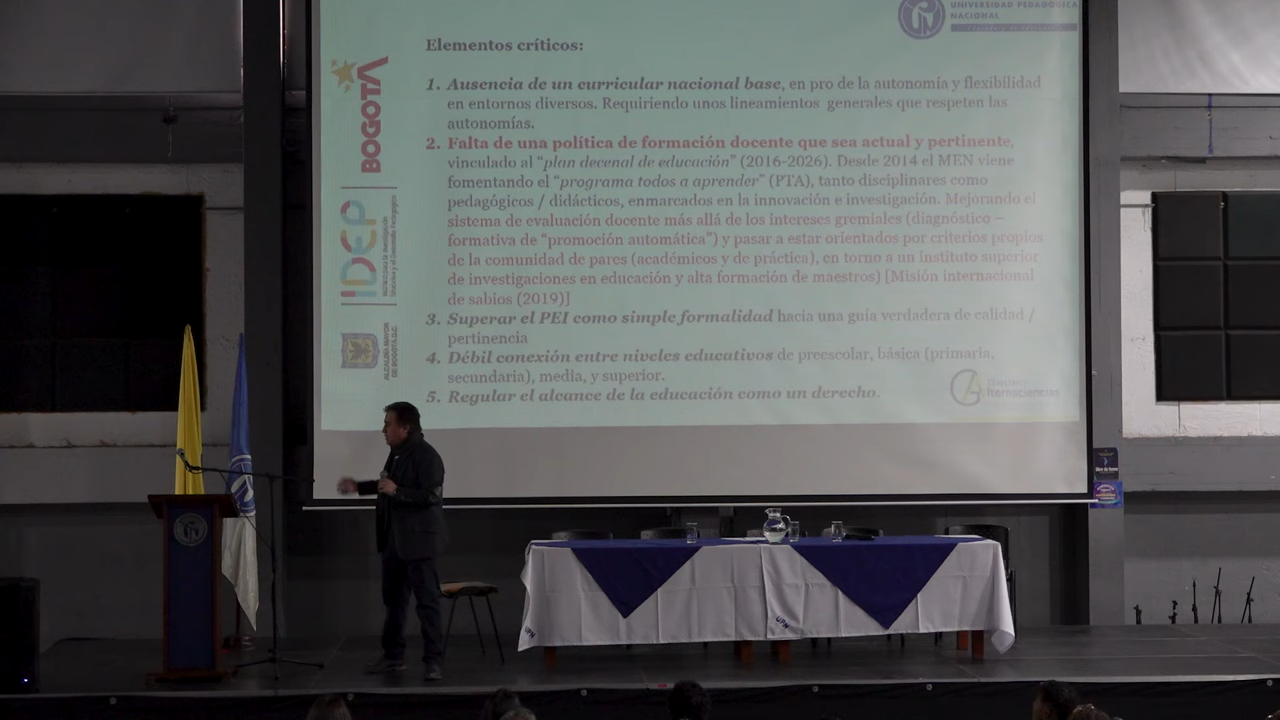 UNIVERSIDAD PEDAGÓGICA
NACIONAL
Elementos críticos:
1. Ausencia de un curricular nacional base, en pro de la autonomía y flexibilidad
en entornos diversos. Requiriendo unos lineamientos generales que respeten las
autonomías.
2. Falta de una política de formación docente que sea actual y pertinente,
vinculado al “plan decenal de educación” (2016-2026). Desde 2014 el MEN viene
fomentando el “programa todos a aprender” (PTA), tanto disciplinares como
pedagógicos / didácticos, enmarcados en la innovación e investigación. Mejorando el
sistema de evaluación docente más allá de los intereses gremiales (diagnóstico –
formativa de “promoción automática”) y pasar a estar orientados por criterios propios
de la comunidad de pares (académicos y de práctica), en torno a un instituto superior
de investigaciones en educación y alta formación de maestros) [Misión internacional
de sabios (2019)]
3. Superar el PEI como simple formalidad hacia una guía verdadera de calidad /
pertinencia
4. Débil conexión entre niveles educativos de preescolar, básica (primaria,
secundaria), media, y superior.
5. Regular el alcance de la educación como un derecho.
BOGOTÁ
IDEP
ALCALDÍA MAYOR
DE BOGOTÁ D.C.
Alternaciencias
UPN
UPN